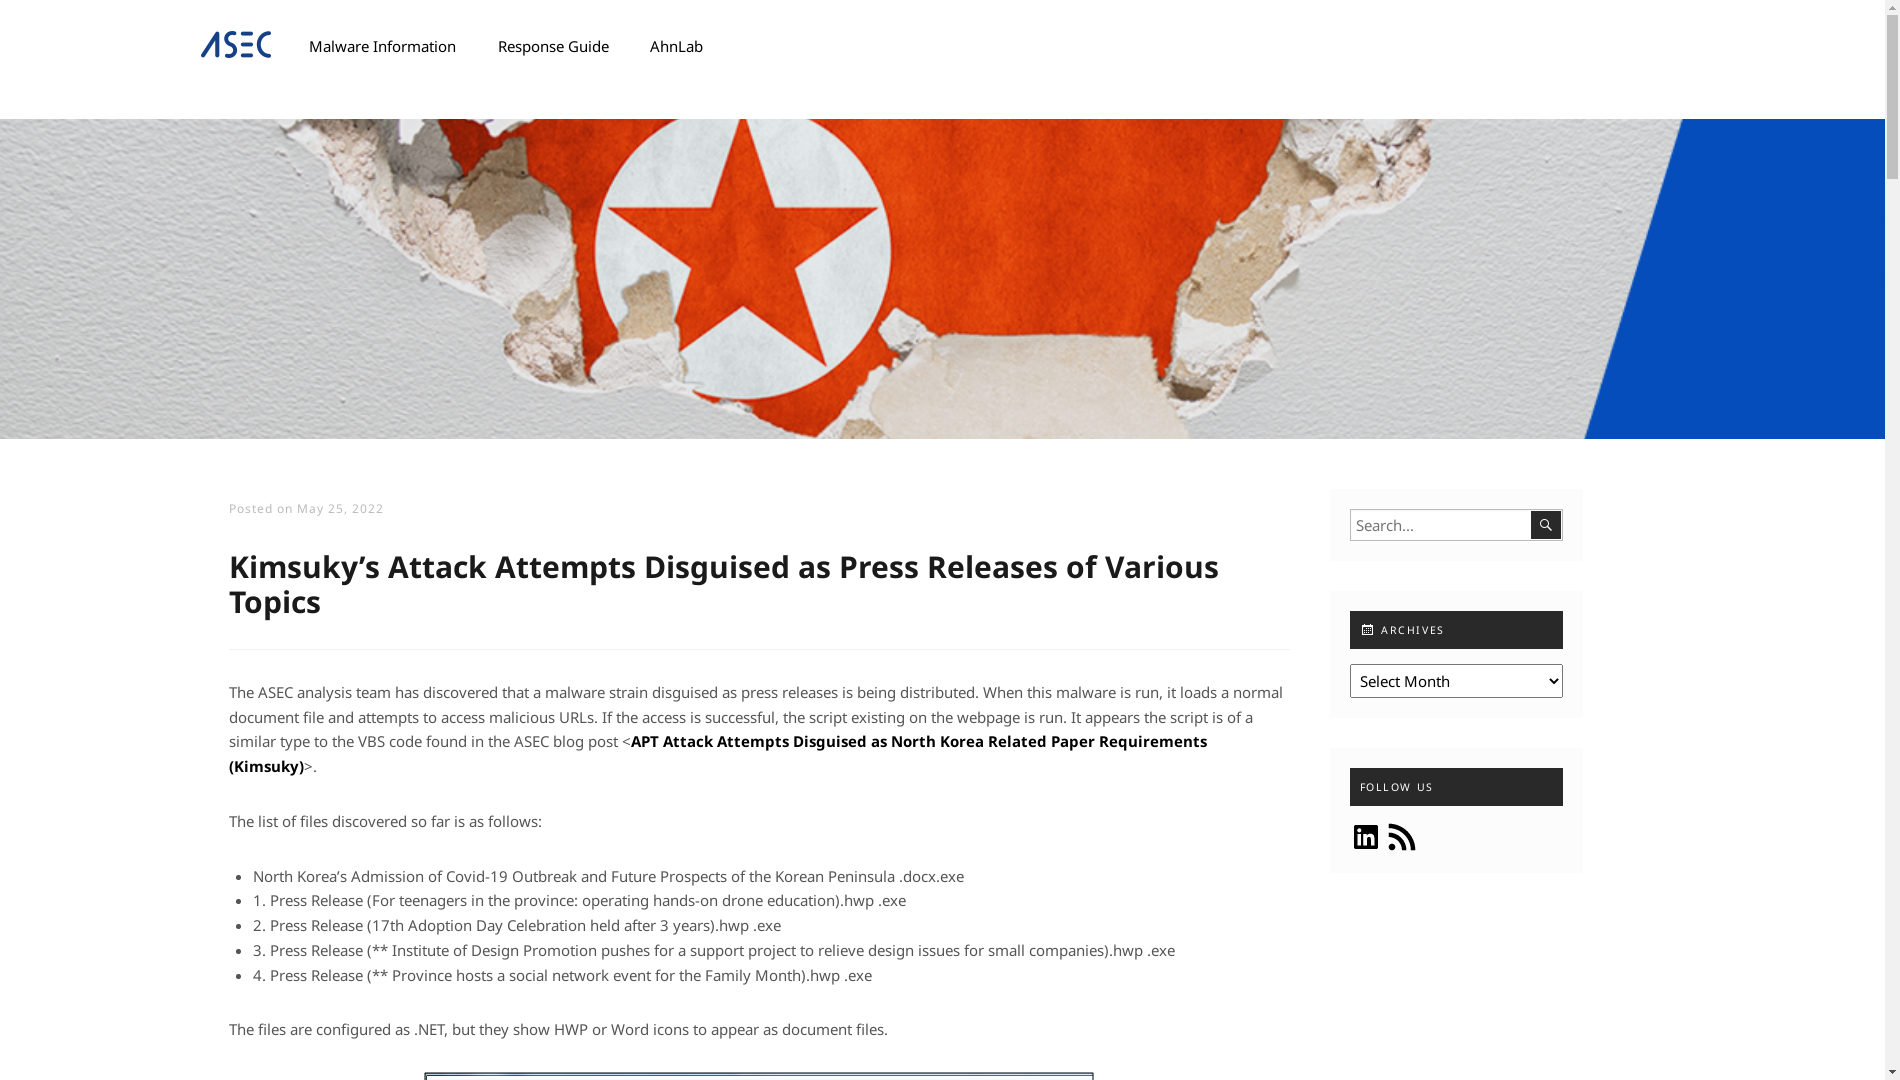 ASEC
Malware Information
Response Guide
AhnLab
Posted on May 25, 2022
Kimsuky’s Attack Attempts Disguised as Press Releases of Various
Topics
The ASEC analysis team has discovered that a malware strain disguised as press releases is being distributed. When this malware is run, it loads a normal
document file and attempts to access malicious URLs. If the access is successful, the script existing on the webpage is run. It appears the script is of a
similar type to the VBS code found in the ASEC blog post <APT Attack Attempts Disguised as North Korea Related Paper Requirements
(Kimsuky)>.
The list of files discovered so far is as follows:
North Korea’s Admission of Covid-19 Outbreak and Future Prospects of the Korean Peninsula .docx.exe
1. Press Release (For teenagers in the province: operating hands-on drone education).hwp .exe
2. Press Release (17th Adoption Day Celebration held after 3 years).hwp .exe
3. Press Release (** Institute of Design Promotion pushes for a support project to relieve design issues for small companies).hwp .exe
4. Press Release (** Province hosts a social network event for the Family Month).hwp .exe
The files are configured as .NET, but they show HWP or Word icons to appear as document files.
Search...
ARCHIVES
Select Month
FOLLOW US
in